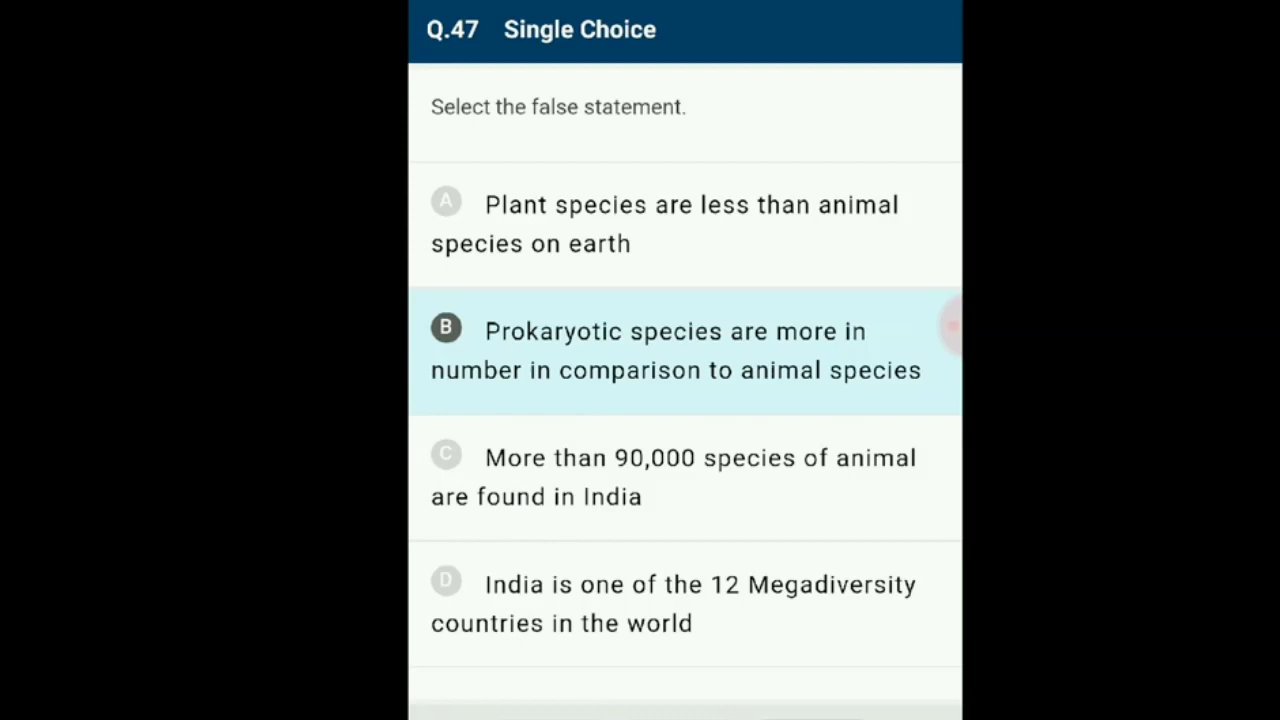 Q.47 Single Choice
Select the false statement.
A Plant species are less than animal
species on earth
B Prokaryotic species are more in
number in comparison to animal species
C More than 90,000 species of animal
are found in India
D India is one of the 12 Megadiversity
countries in the world